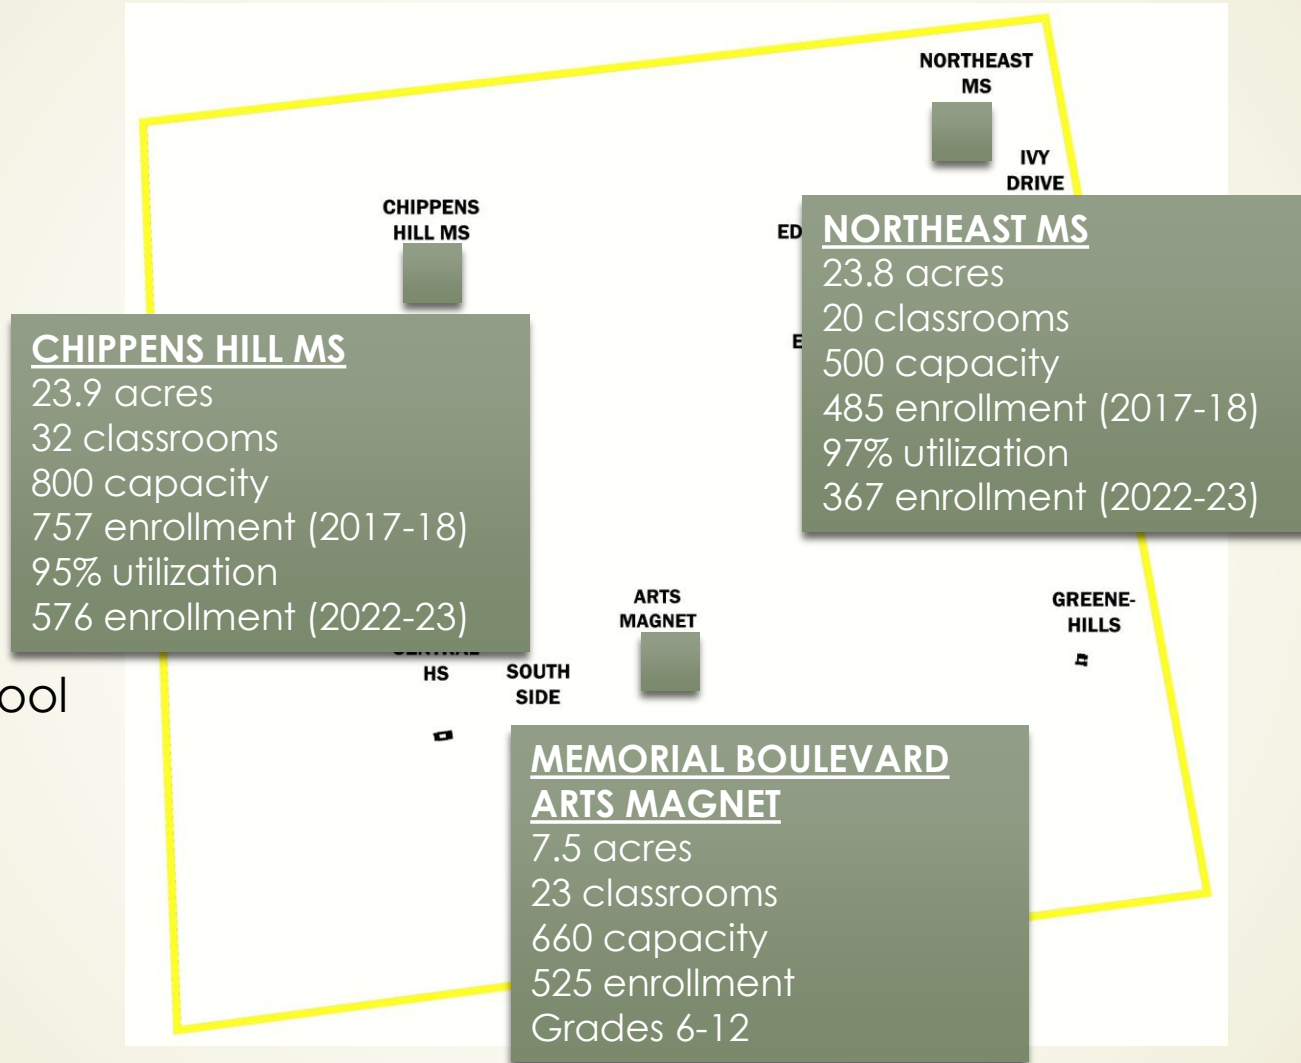 NORTHEAST
MS
IVY
DRIVE
CHIPPENS
HILL MS
NORTHEAST MS
23.8 acres
20 classrooms
500 capacity
485 enrollment (2017-18)
97% utilization
367 enrollment (2022-23)
CHIPPENS HILL MS
23.9 acres
32 classrooms
800 capacity
757 enrollment (2017-18)
95% utilization
576 enrollment (2022-23)
ARTS
MAGNET
GREENE-
HILLS
HS
SOUTH
SIDE
MEMORIAL BOULEVARD
ARTS MAGNET
7.5 acres
23 classrooms
660 capacity
525 enrollment
Grades 6-12